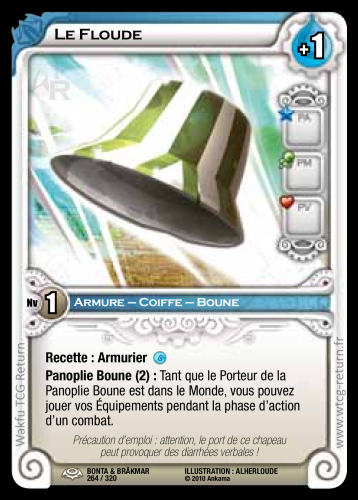 LE FLOUDE
+1
R
PA
PM
PV
Nv 1 ARMURE – COIFFE – BOUNE
Recette : Armurier
Panoplie Boune (2) : Tant que le Porteur de la
Panoplie Boune est dans le Monde, vous pouvez
jouer vos Équipements pendant la phase d'action
d'un combat.
Précaution d'emploi : attention, le port de ce chapeau
peut provoquer des diarrhées verbales !
Wakfu TCG Return
www.wtcg-return.fr
BONTA & BRÂKMAR
264 / 320
ILLUSTRATION : ALHERLOUDE
© 2010 Ankama